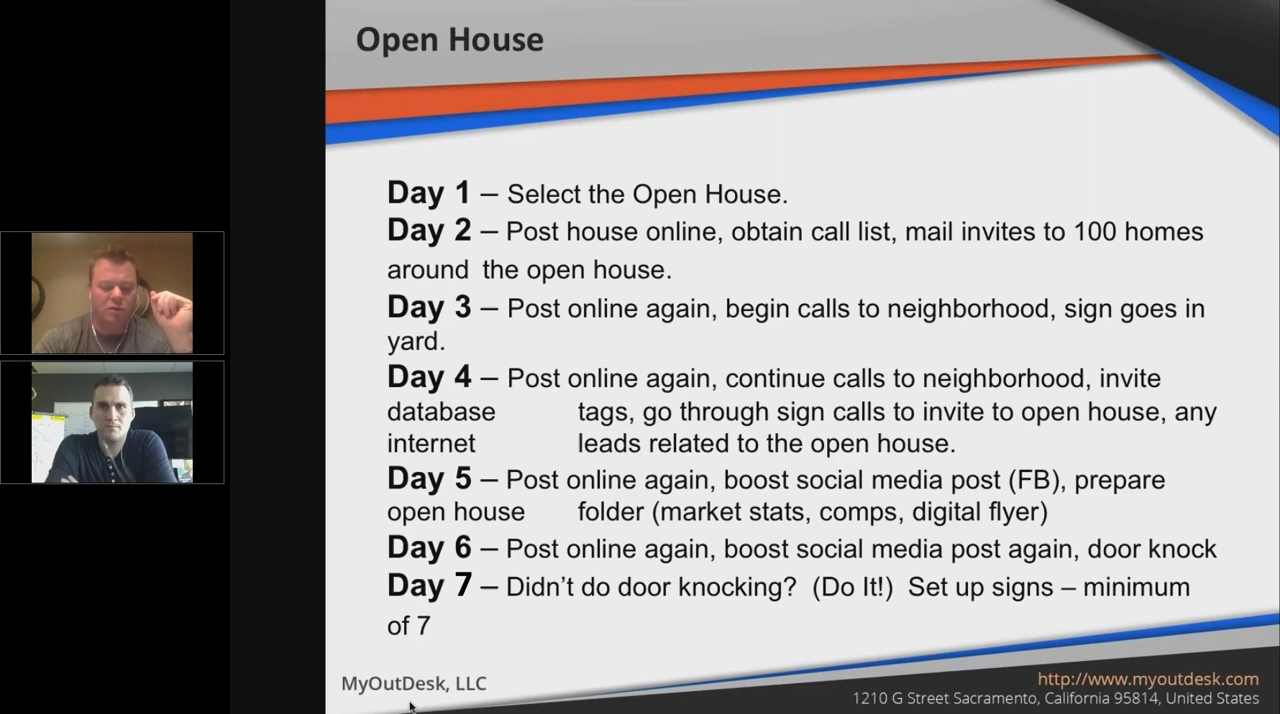 Open House
Day 1 – Select the Open House.
Day 2 – Post house online, obtain call list, mail invites to 100 homes
around the open house.
Day 3 – Post online again, begin calls to neighborhood, sign goes in
yard.
Day 4 – Post online again, continue calls to neighborhood, invite
database tags, go through sign calls to invite to open house, any
internet leads related to the open house.
Day 5 – Post online again, boost social media post (FB), prepare
open house folder (market stats, comps, digital flyer)
Day 6 – Post online again, boost social media post again, door knock
Day 7 – Didn’t do door knocking? (Do It!) Set up signs – minimum
of 7
MyOutDesk, LLC
http://www.myoutdesk.com
1210 G Street Sacramento, California 95814, United States